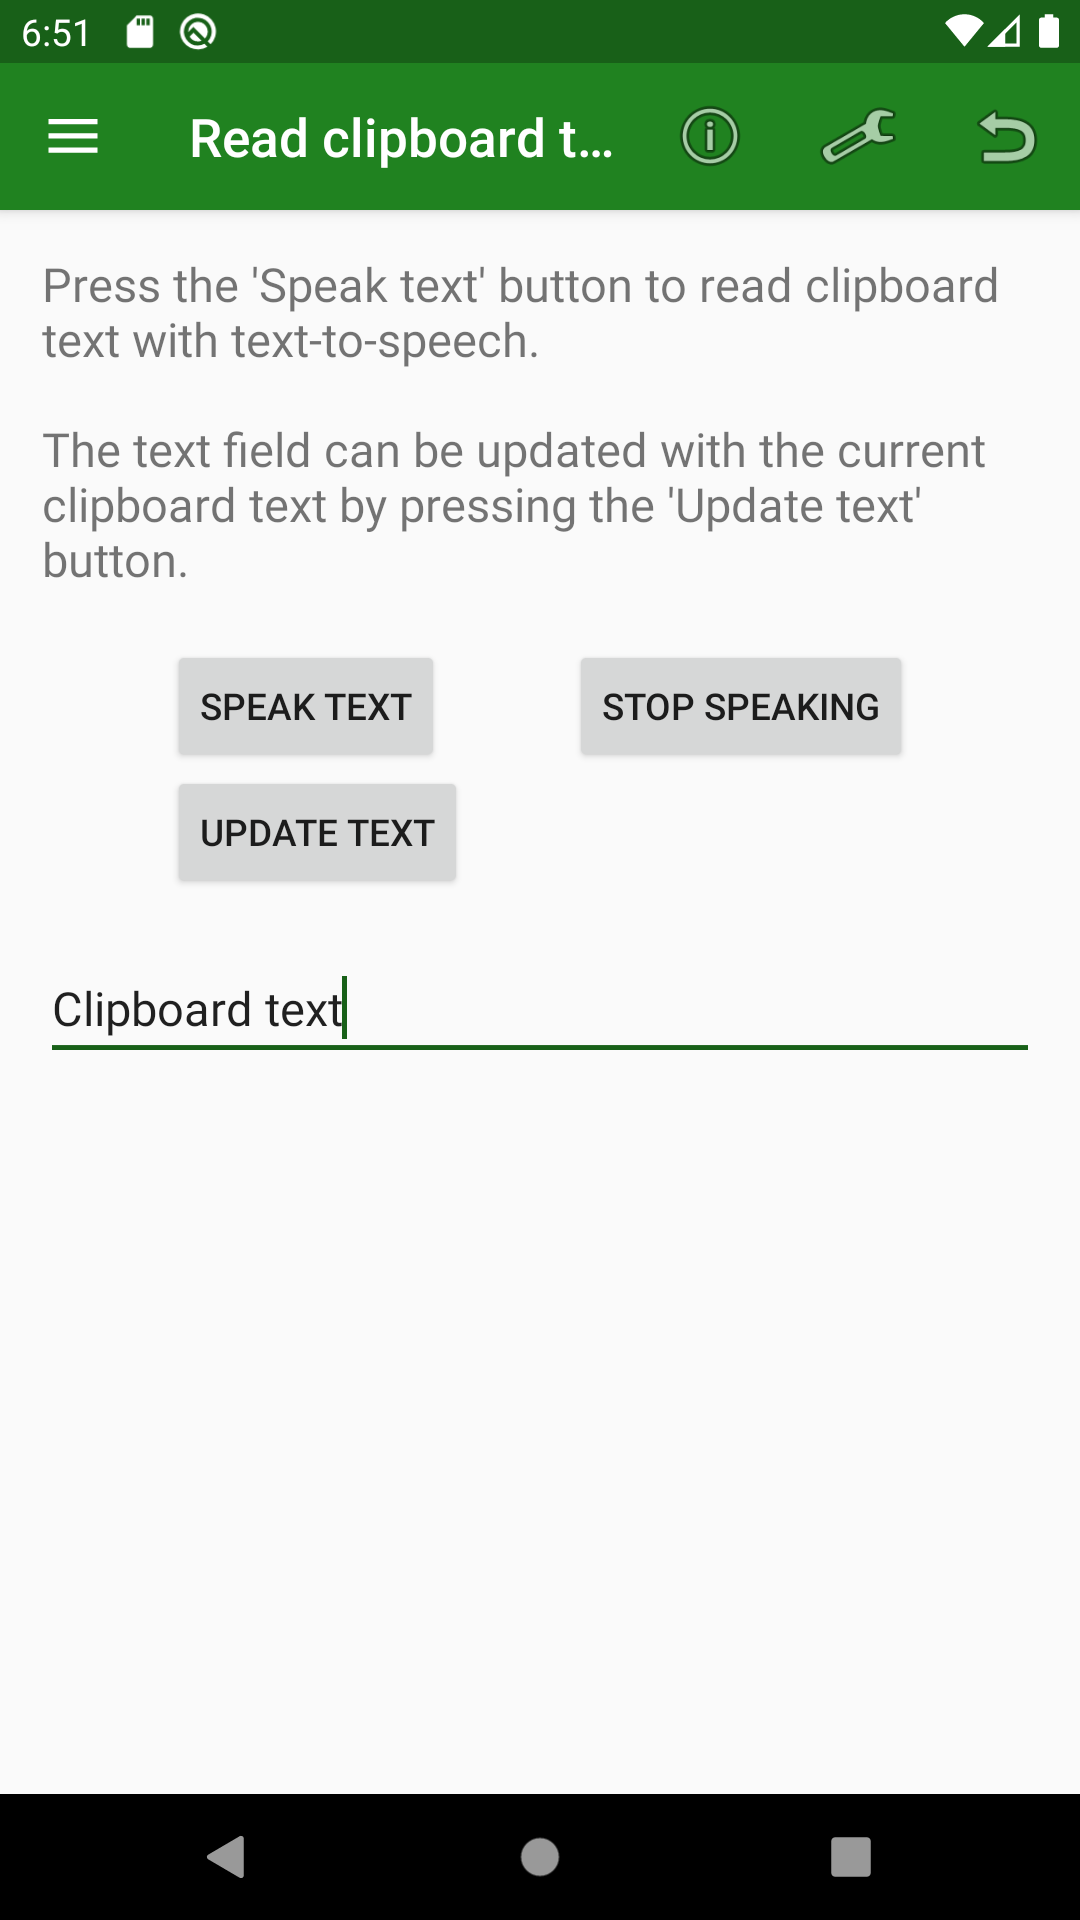 6:51
Read clipboard t...
Press the 'Speak text' button to read clipboard
text with text-to-speech.
The text field can be updated with the current
clipboard text by pressing the 'Update text'
button.
SPEAK TEXT
STOP SPEAKING
UPDATE TEXT
Clipboard text